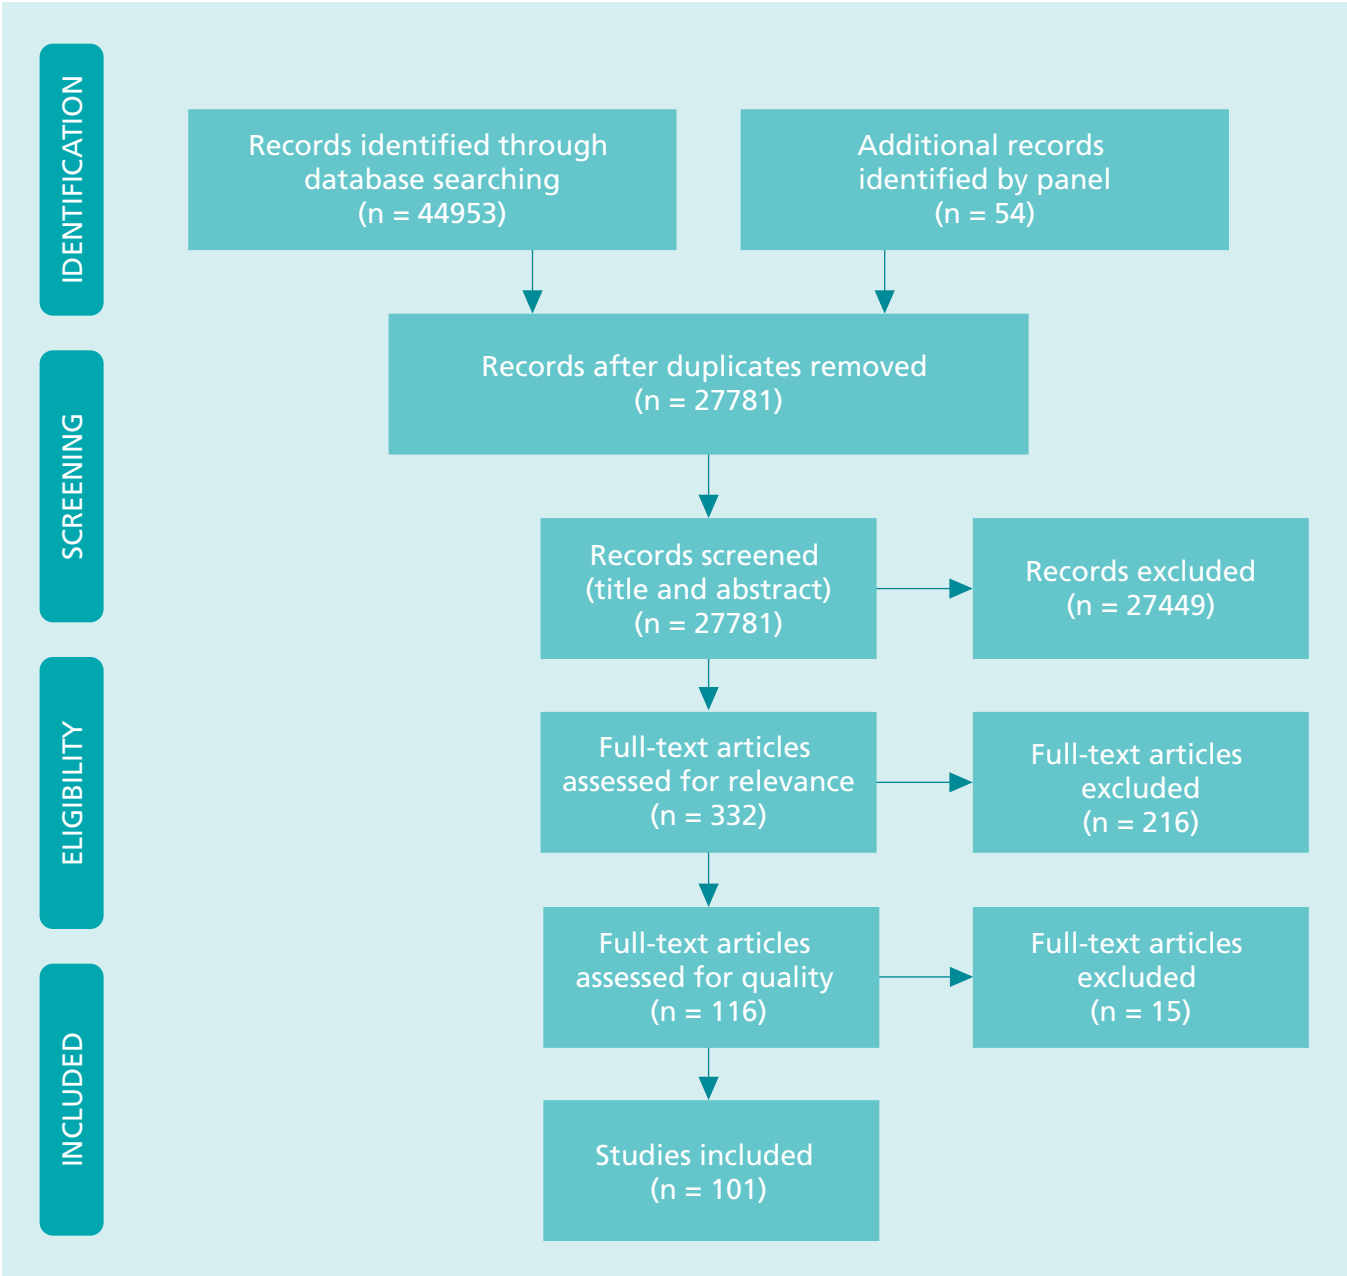 IDENTIFICATION
Records identified through
database searching
(n = 44953)
Additional records
identified by panel
(n = 54)
Records after duplicates removed
(n = 27781)
SCREENING
Records screened
(title and abstract)
(n = 27781)
Records excluded
(n = 27449)
ELIGIBILITY
Full-text articles
assessed for relevance
(n = 332)
Full-text articles
excluded
(n = 216)
Full-text articles
assessed for quality
(n = 116)
Full-text articles
excluded
(n = 15)
INCLUDED
Studies included
(n = 101)